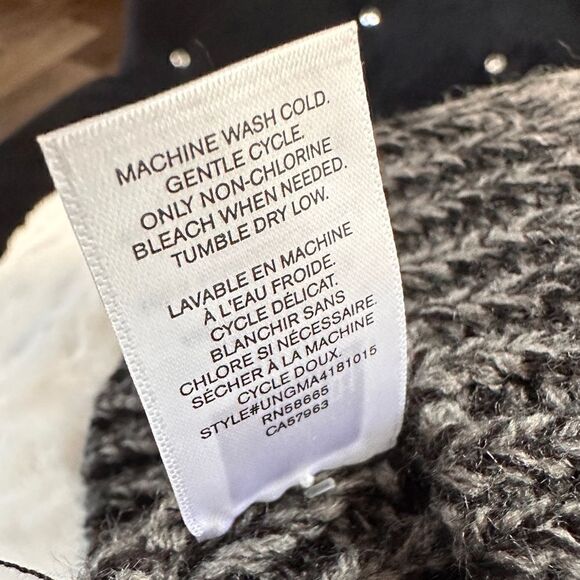 MACHINE WASH COLD.
GENTLE CYCLE.
ONLY NON-CHLORINE
BLEACH WHEN NEEDED.
TUMBLE DRY LOW.
LAVABLE EN MACHINE
À L'EAU FROIDE.
CYCLE DÉLICAT.
BLANCHIR SANS
CHLORE SI NÉCESSAIRE.
SÉCHER À LA MACHINE
CYCLE DOUX.
STYLE#UNGMA4181015
RN58665
CA57963